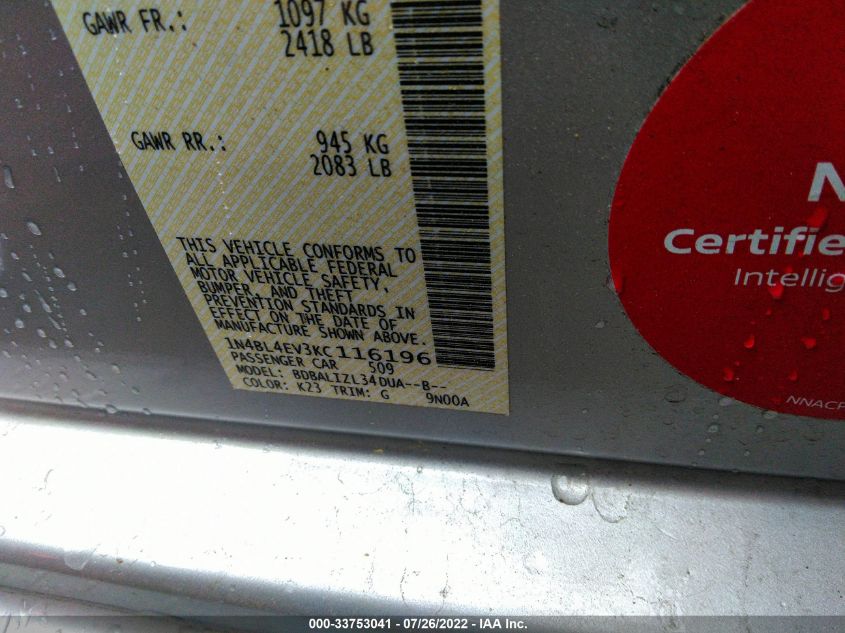 GAWR FR.: 1097 KG
2418 LB
GAWR RR.: 945 KG
2083 LB
THIS VEHICLE CONFORMS TO
ALL APPLICABLE FEDERAL
MOTOR VEHICLE SAFETY,
BUMPER, AND THEFT
PREVENTION STANDARDS IN
EFFECT ON THE DATE OF
MANUFACTURE SHOWN ABOVE.
1N4BL4EV3KC116196
PASSENGER CAR 509
MODEL: BDBALIZL34DUA--B--
COLOR: K23 TRIM: G 9N00A
N
Certifie
Intellig
NNACP
000-33753041 - 07/26/2022 - IAA Inc.